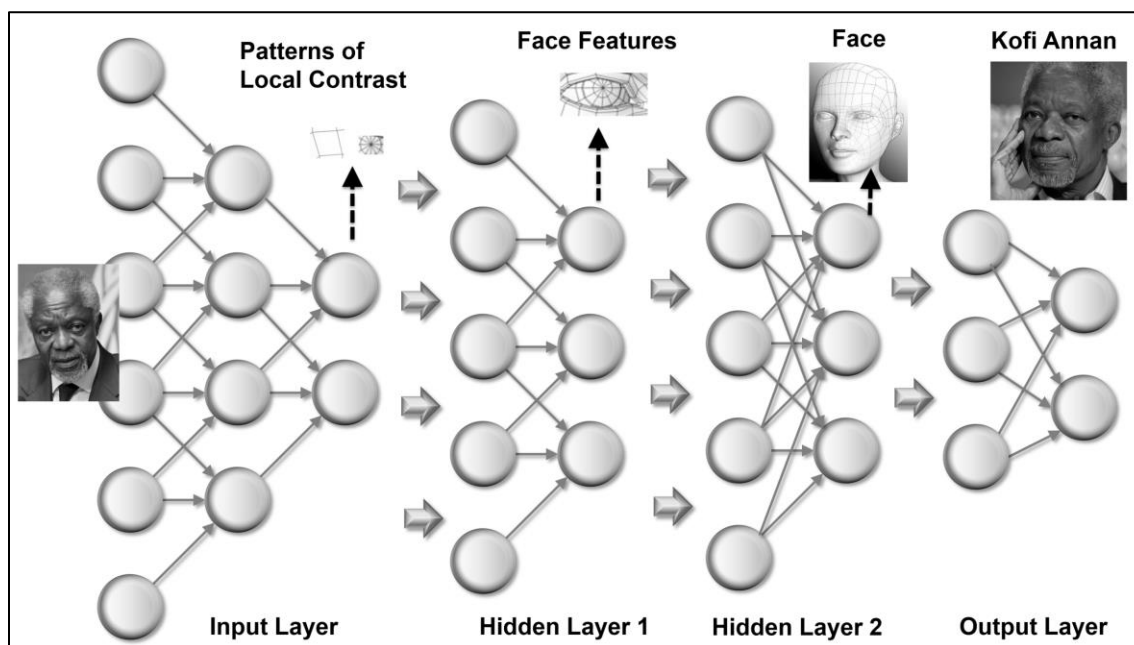 Patterns of
Local Contrast
Face Features
Face
Kofi Annan
Input Layer
Hidden Layer 1
Hidden Layer 2
Output Layer